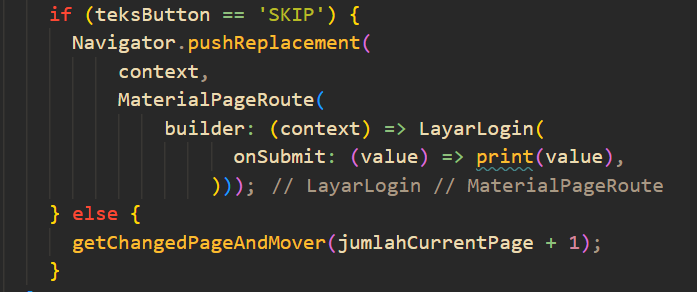 if (teksButton == 'SKIP') {
Navigator.pushReplacement(
context,
MaterialPageRoute(
builder: (context) => LayarLogin(
onSubmit: (value) => print(value),
))); // LayarLogin // MaterialPageRoute
} else {
getChangedPageAndMover(jumlahCurrentPage + 1);
}